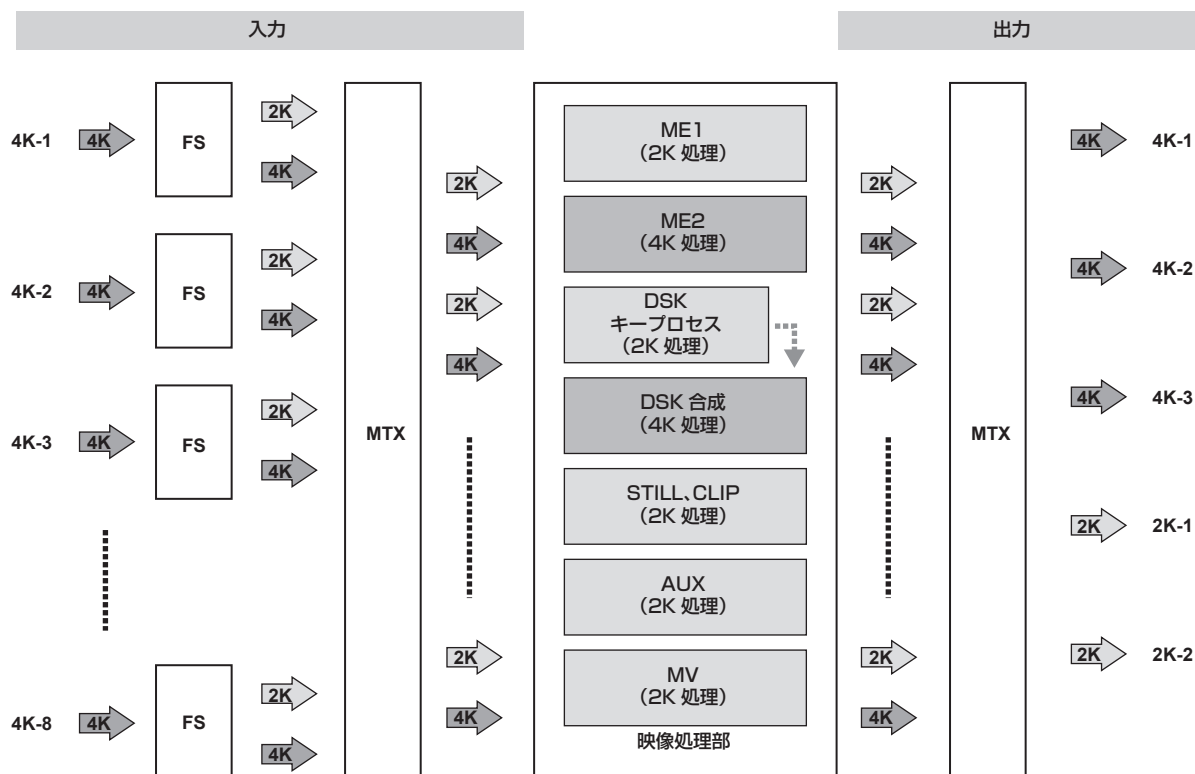 入力
出力
4K-1
4K
FS
2K
4K
4K-2
4K
FS
2K
4K
4K-3
4K
FS
2K
4K
4K-8
4K
FS
2K
4K
MTX
2K
4K
2K
4K
2K
4K
ME1
（2K 処理）
ME2
（4K 処理）
DSK
キープロセス
（2K 処理）
DSK 合成
（4K 処理）
STILL、CLIP
（2K 処理）
AUX
（2K 処理）
MV
（2K 処理）
映像処理部
2K
4K
2K
4K
2K
4K
MTX
4K
4K-1
4K
4K-2
4K
4K-3
2K
2K-1
2K
2K-2